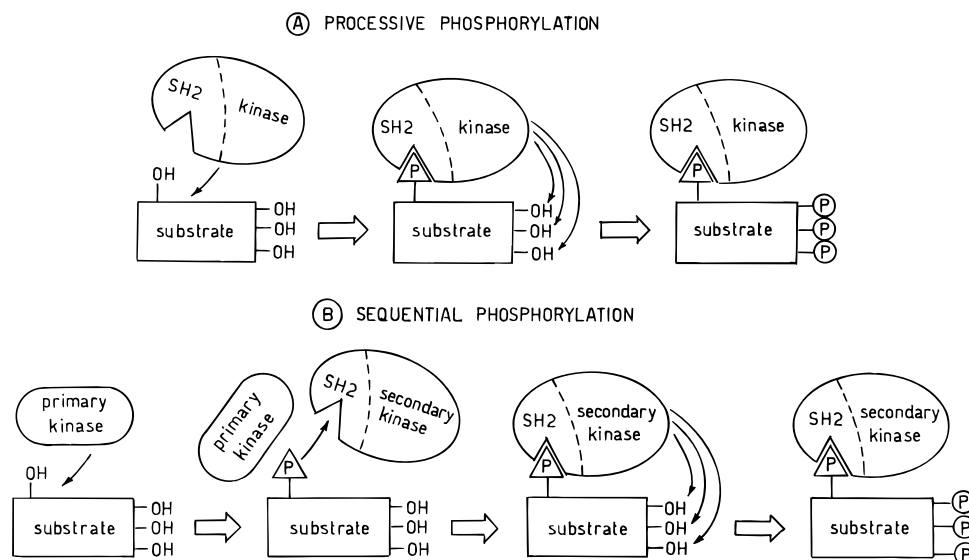 A PROCESSIVE PHOSPHORYLATION
SH2 kinase
OH
substrate
OH
OH
OH
SH2 kinase
P
substrate
OH
OH
OH
SH2 kinase
P
substrate
P
P
P
B SEQUENTIAL PHOSPHORYLATION
primary
kinase
OH
substrate
OH
OH
OH
primary
kinase
SH2 secondary
kinase
P
substrate
OH
OH
OH
SH2 secondary
kinase
P
substrate
OH
OH
OH
SH2 secondary
kinase
P
substrate
P
P
P